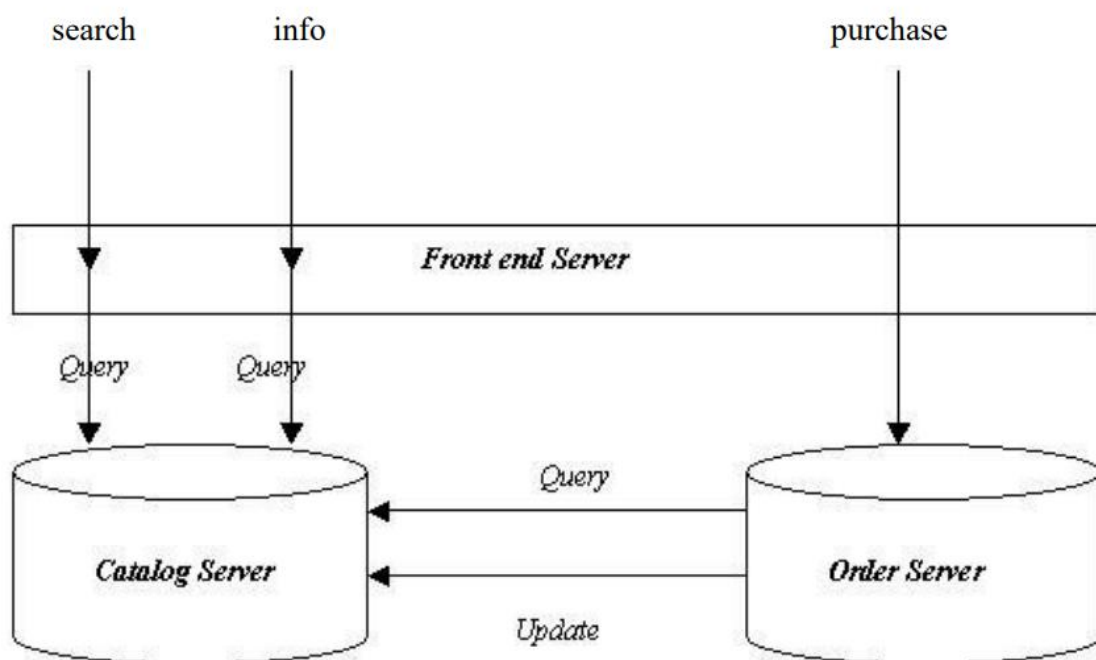 search info purchase
Front end Server
Query Query
Query
Catalog Server Order Server
Update